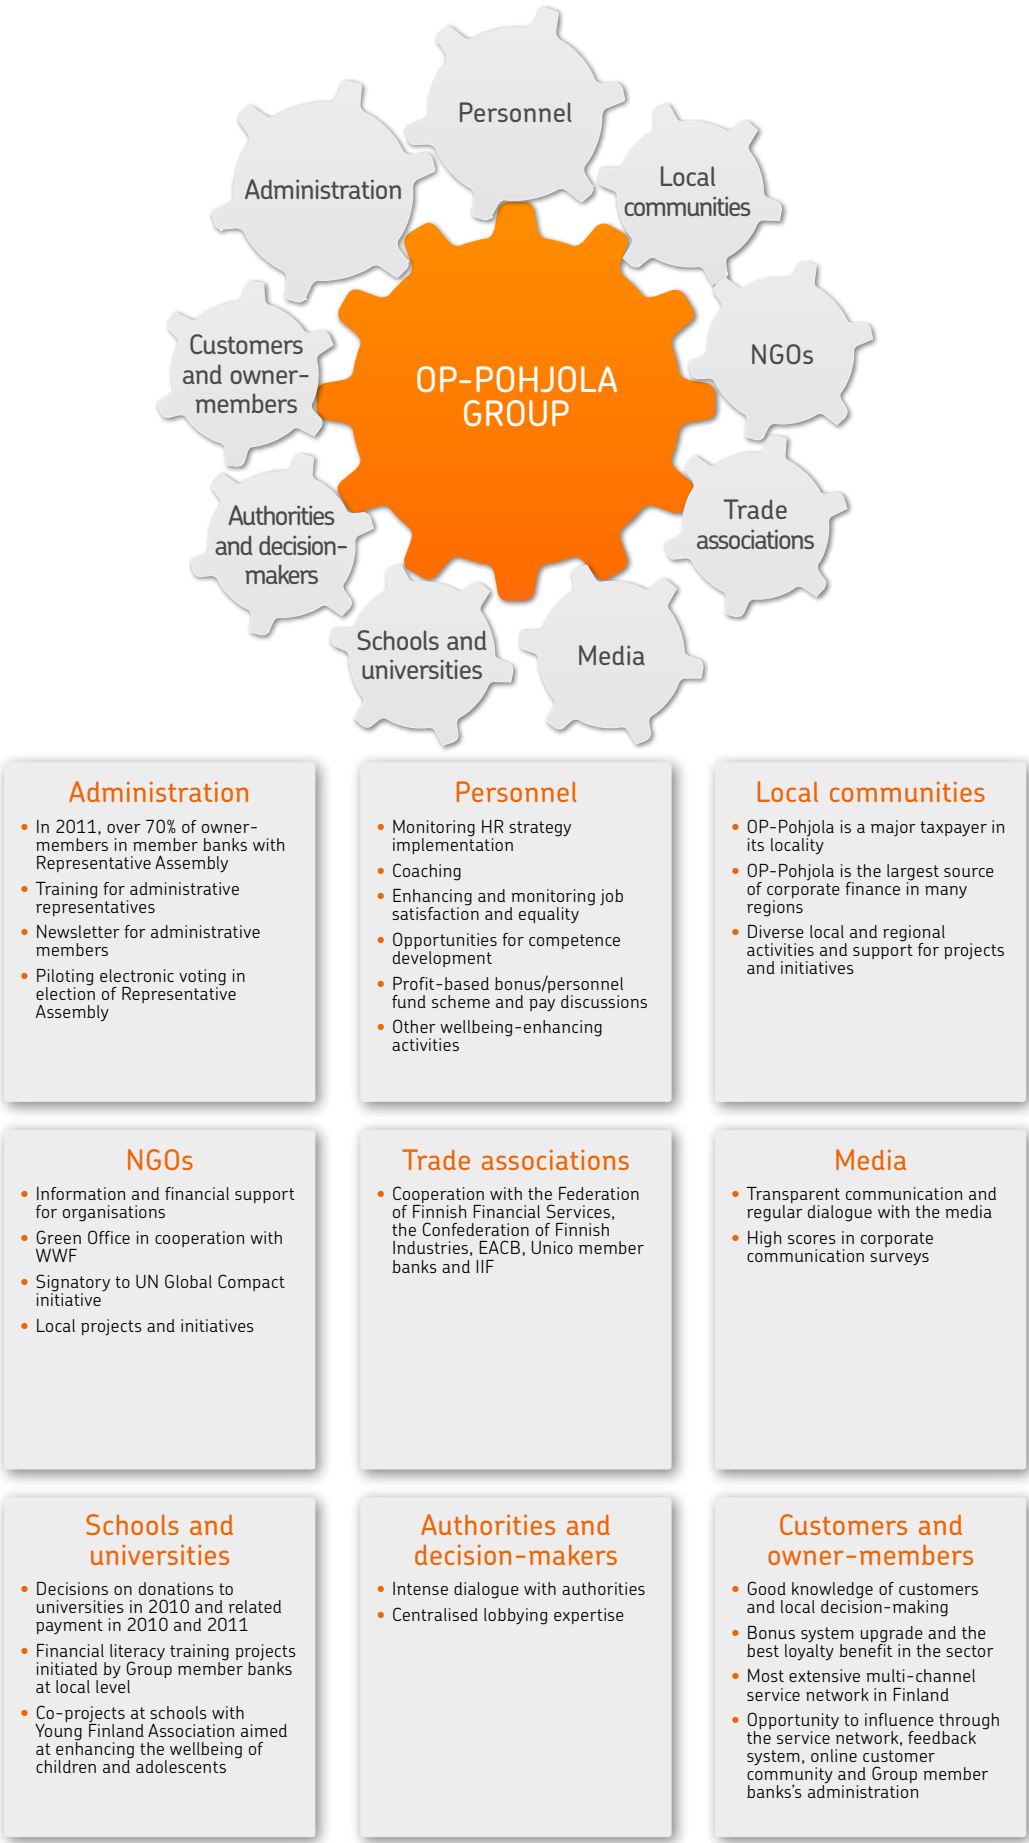 Personnel
Administration
Local
communities
Customers
and owner-
members
OP-POHJOLA
GROUP
NGOs
Authorities
and decision-
makers
Trade
associations
Schools and
universities
Media
Administration
• In 2011, over 70% of owner-
members in member banks with
Representative Assembly
• Training for administrative
representatives
• Newsletter for administrative
members
• Piloting electronic voting in
election of Representative
Assembly
Personnel
• Monitoring HR strategy
implementation
• Coaching
• Enhancing and monitoring job
satisfaction and equality
• Opportunities for competence
development
• Profit-based bonus/personnel
fund scheme and pay discussions
• Other wellbeing-enhancing
activities
Local communities
• OP-Pohjola is a major taxpayer in
its locality
• OP-Pohjola is the largest source
of corporate finance in many
regions
• Diverse local and regional
activities and support for projects
and initiatives
NGOs
• Information and financial support
for organisations
• Green Office in cooperation with
WWF
• Signatory to UN Global Compact
initiative
• Local projects and initiatives
Trade associations
• Cooperation with the Federation
of Finnish Financial Services,
the Confederation of Finnish
Industries, EACB, Unico member
banks and IIF
Media
• Transparent communication and
regular dialogue with the media
• High scores in corporate
communication surveys
Schools and
universities
• Decisions on donations to
universities in 2010 and related
payment in 2010 and 2011
• Financial literacy training projects
initiated by Group member banks
at local level
• Co-projects at schools with
Young Finland Association aimed
at enhancing the wellbeing of
children and adolescents
Authorities and
decision-makers
• Intense dialogue with authorities
• Centralised lobbying expertise
Customers and
owner-members
• Good knowledge of customers
and local decision-making
• Bonus system upgrade and the
best loyalty benefit in the sector
• Most extensive multi-channel
service network in Finland
• Opportunity to influence through
the service network, feedback
system, online customer
community and Group member
banks's administration